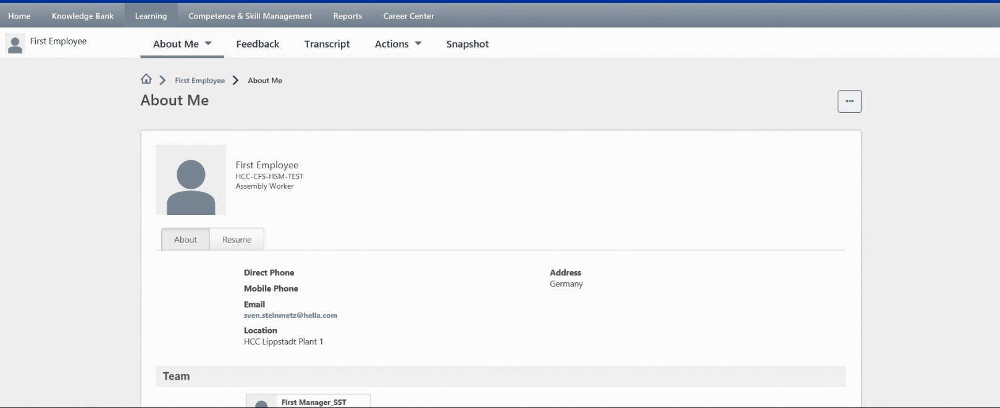 Home Knowledge Bank Learning Competence & Skill Management Reports Career Center
First Employee About Me Feedback Transcript Actions Snapshot
First Employee About Me
About Me
First Employee
HCC-CFS-HSM-TEST
Assembly Worker
About Resume
Direct Phone
Mobile Phone
Email
sven.steinmetz@hella.com
Location
HCC Lippstadt Plant 1
Address
Germany
Team
First Manager_SST